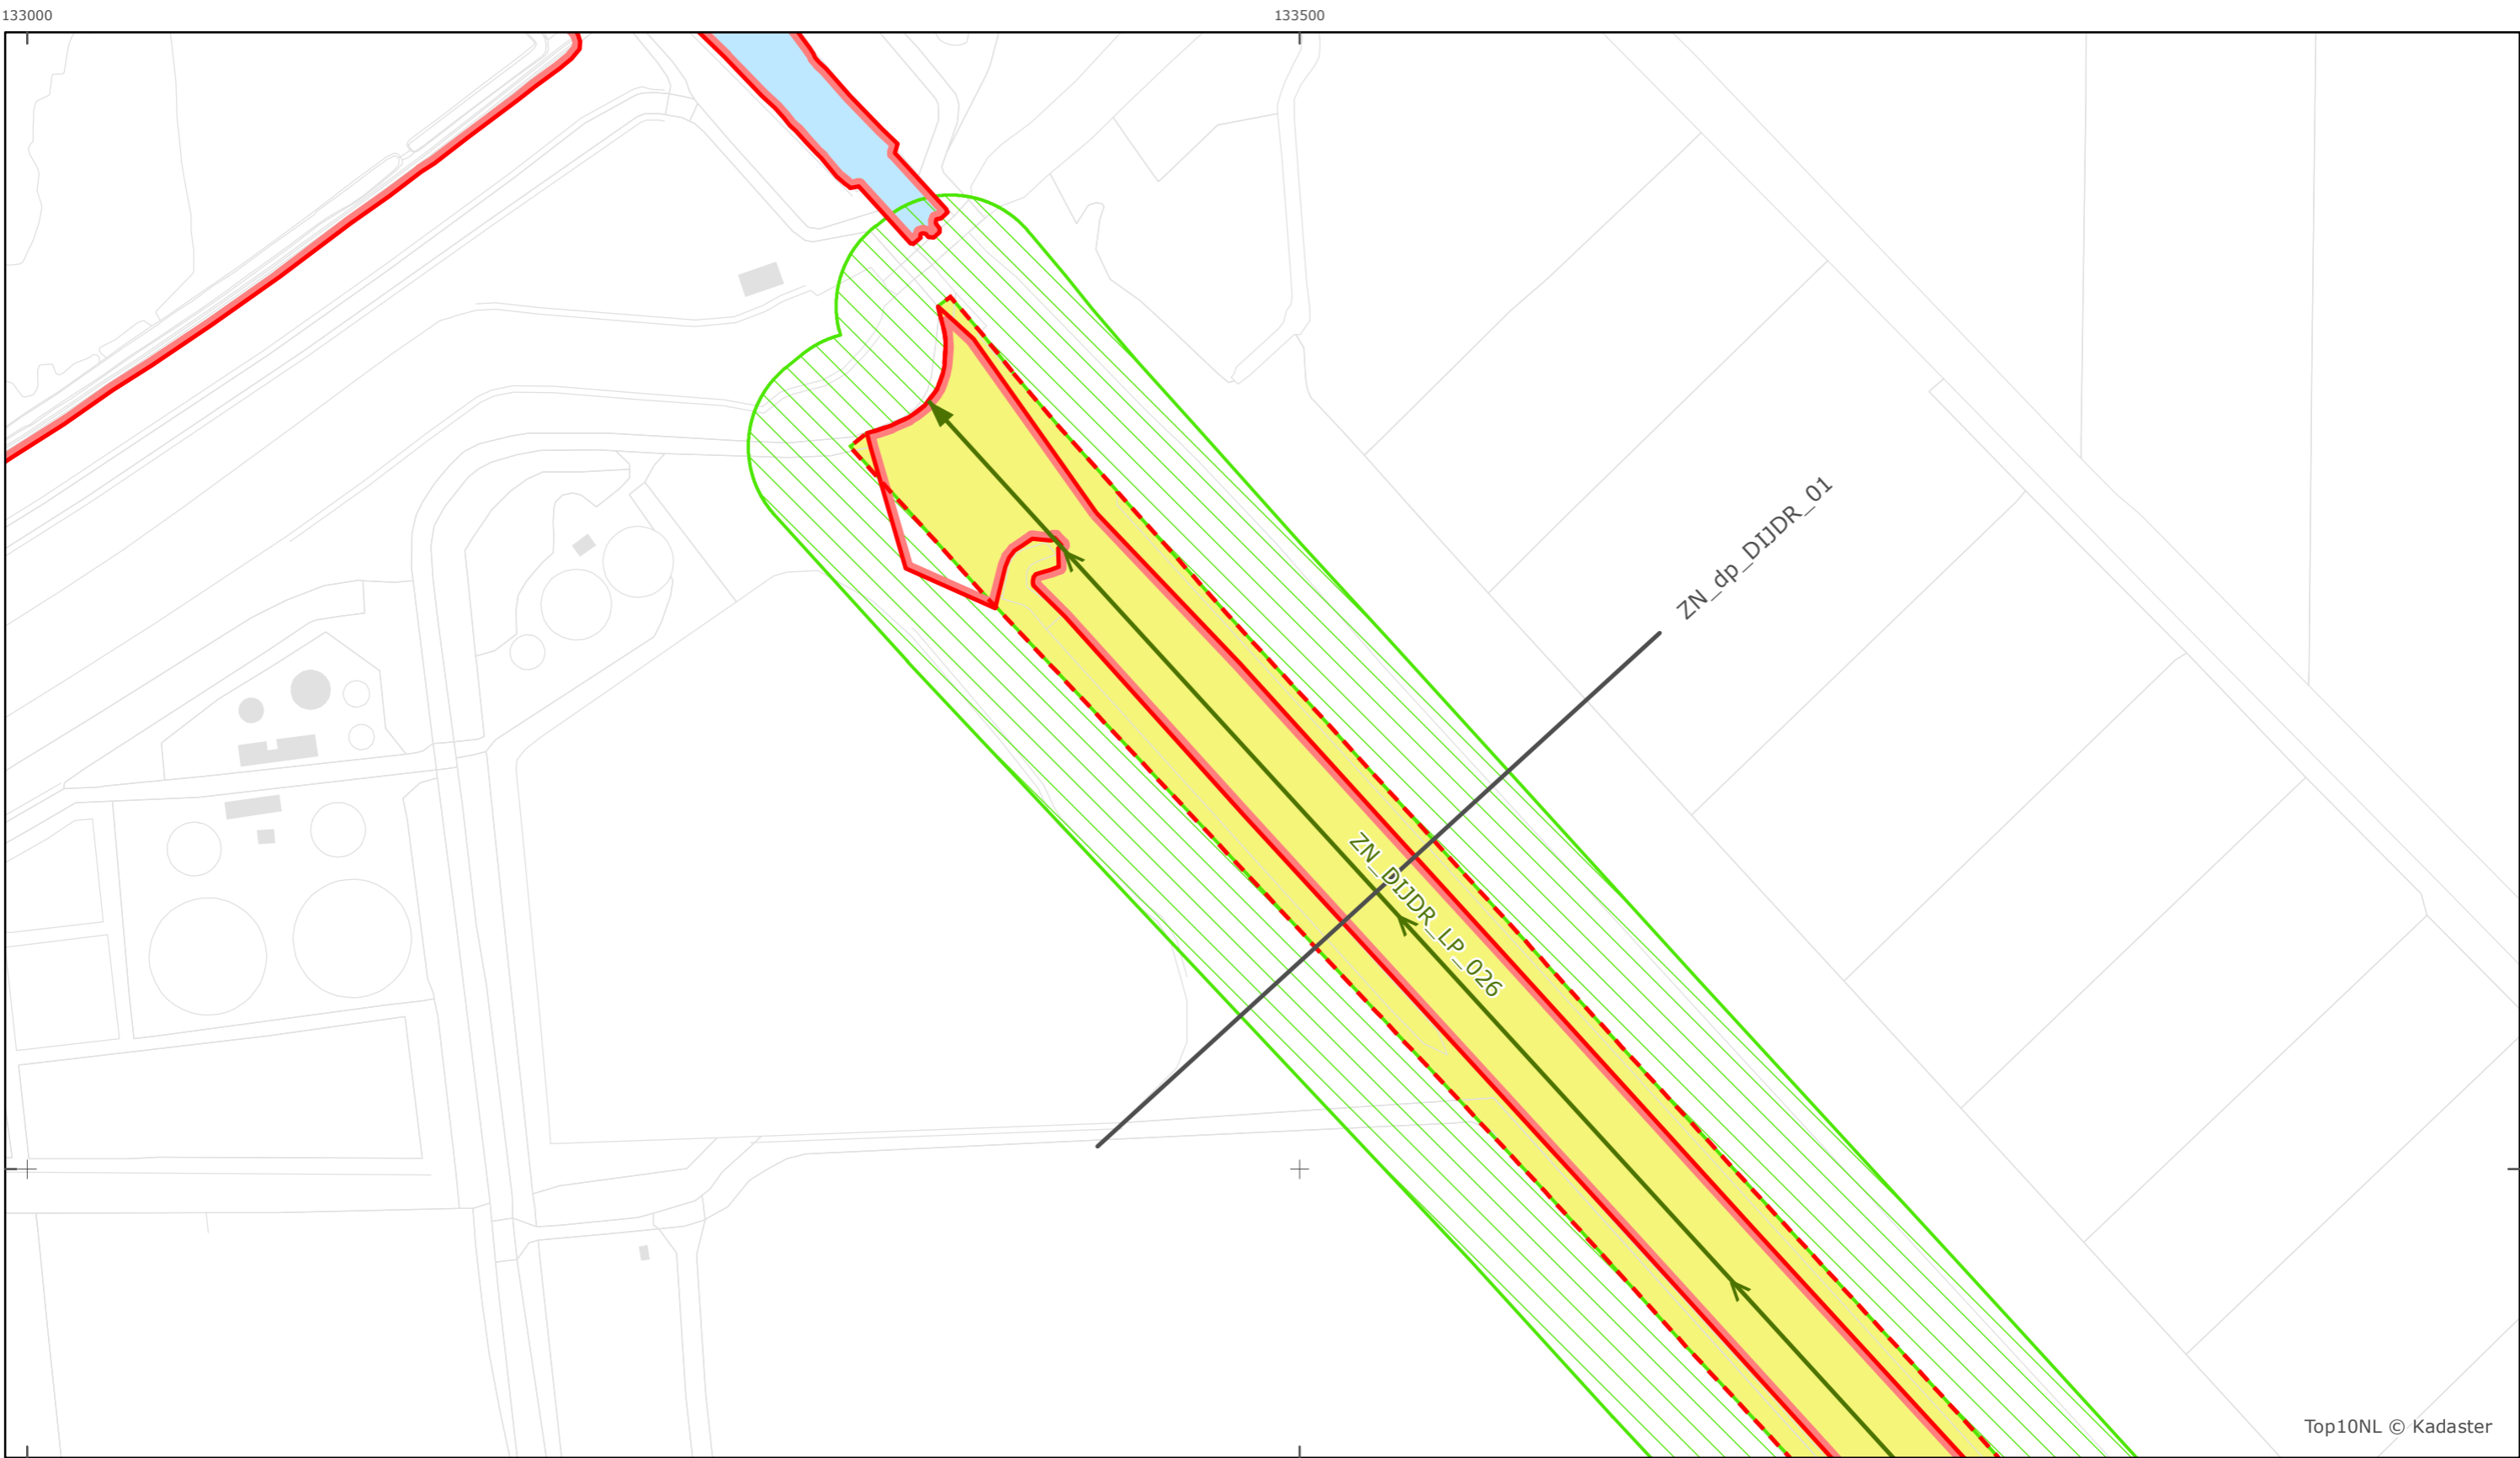 133000
133500
ZN_dp_DIJDR_01
ZN_DIJDR_LP_026
Top10NL © Kadaster